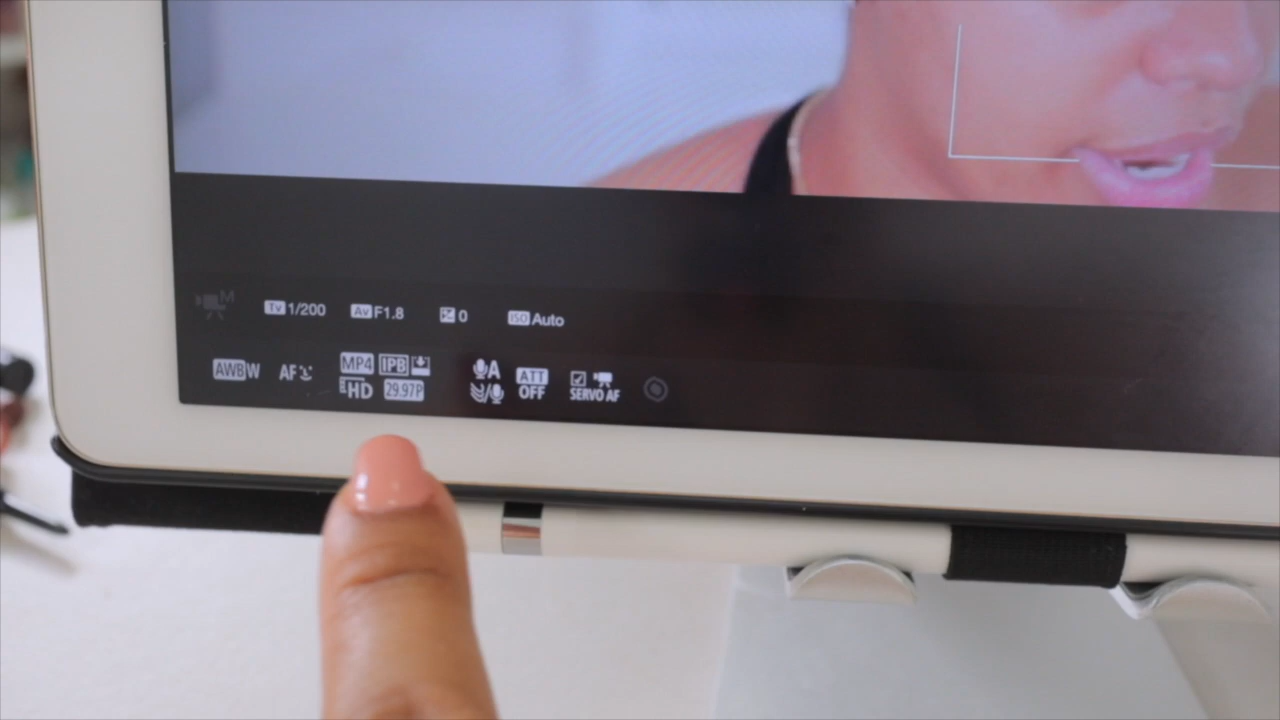 M
Tv 1/200 Av F1.8 0 ISO Auto
AWBW AF MP4 IPB A ATT SERVO AF
HD 29.97P OFF